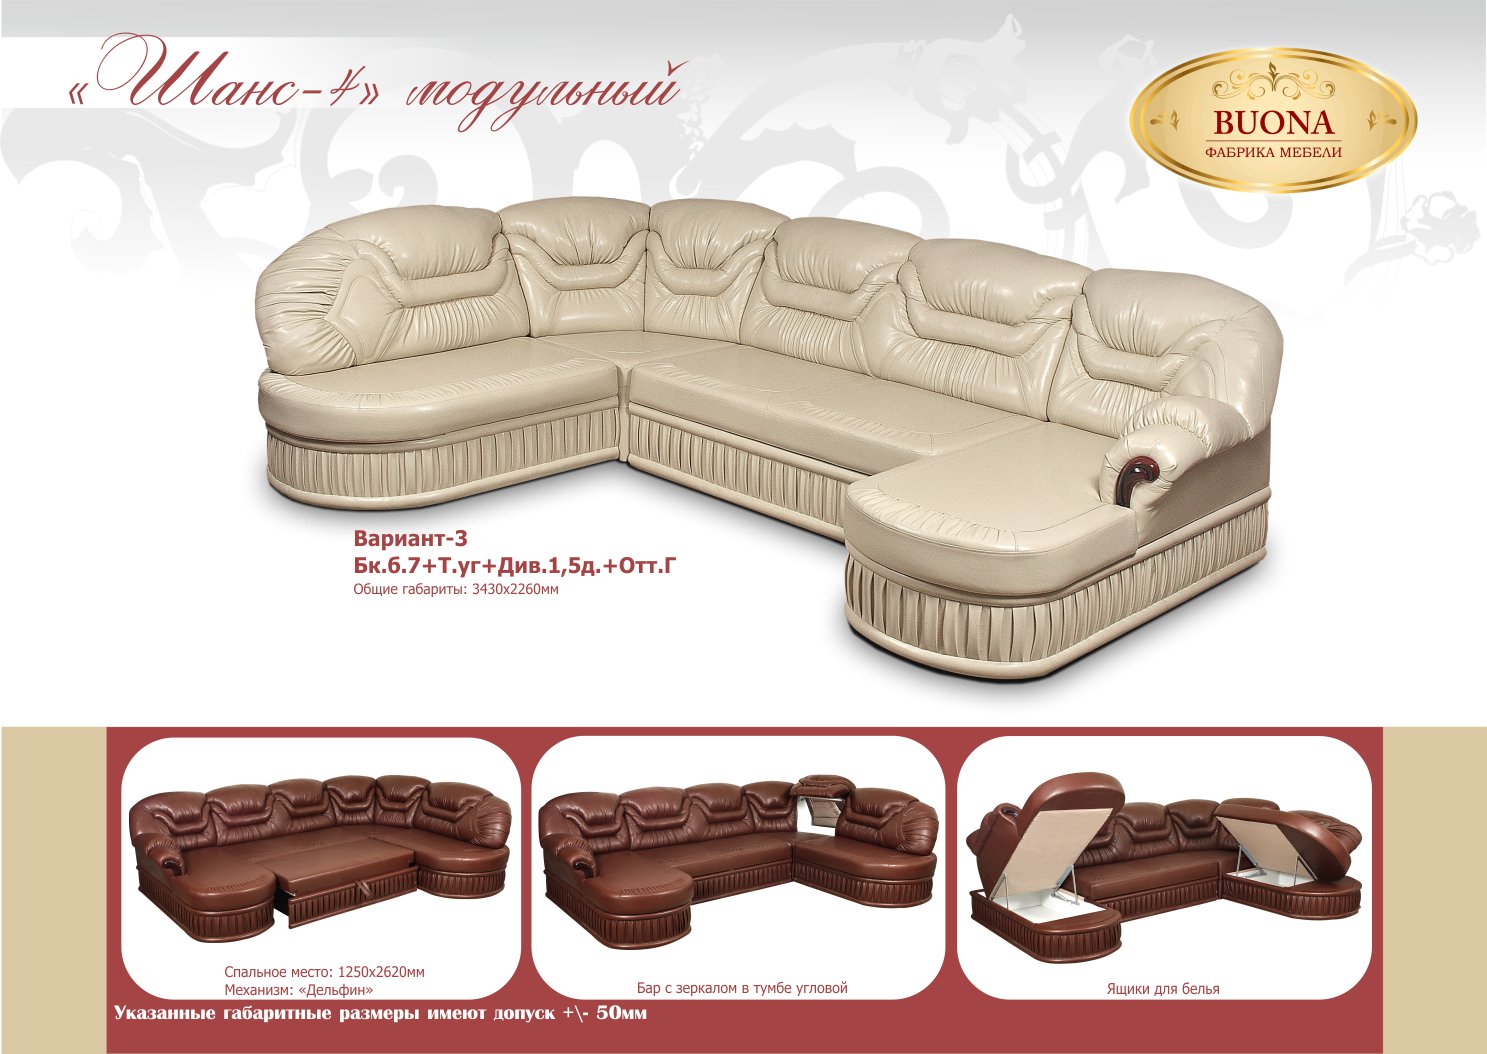 «Шанс-4» модульный
BUONA
ФАБРИКА МЕБЕЛИ
Вариант-3
Бк.б.7+Т.уг+Див.1,5д.+Отт.Г
Общие габариты: 3430х2260мм
Спальное место: 1250х2620мм
Механизм: «Дельфин»
Бар с зеркалом в тумбе угловой
Ящики для белья
Указанные габаритные размеры имеют допуск +\- 50мм